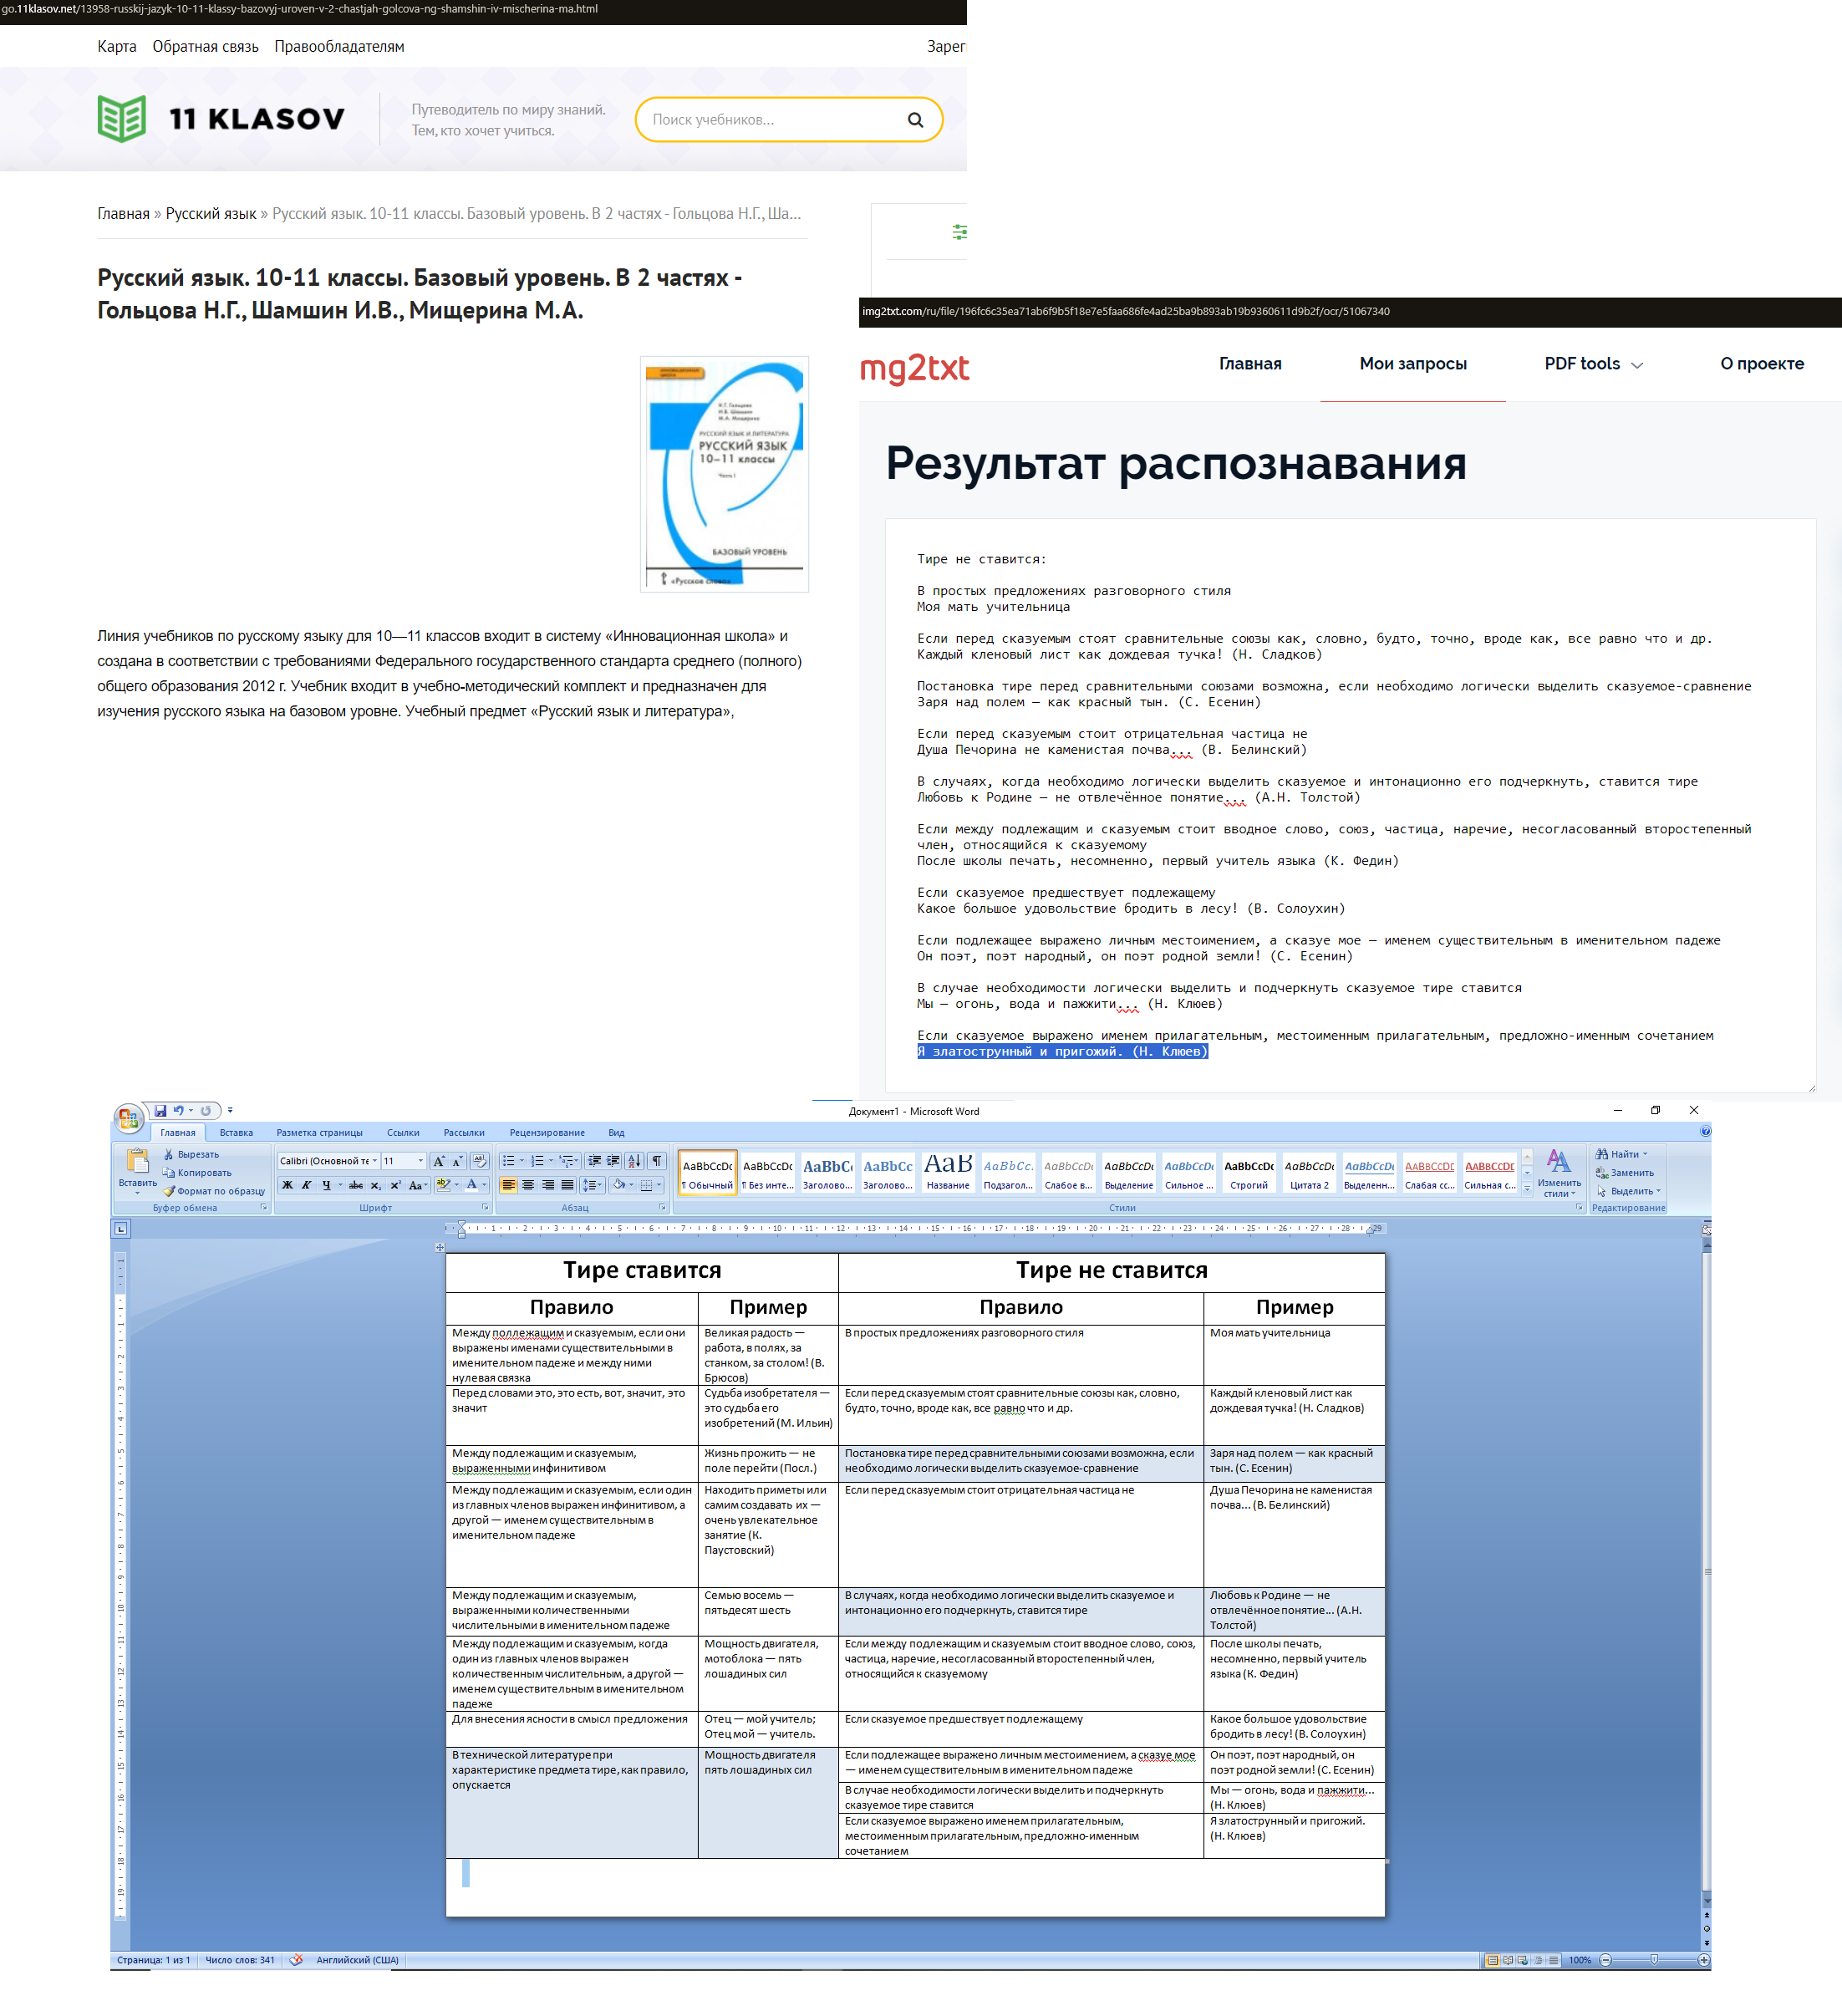 go.11klasov.net/13958-russkij-jazyk-10-11-klassy-bazovyj-uroven-v-2-chastjah-golcova-ng-shamshin-iv-mischerina-ma.html
Карта Обратная связь Правообладателям Зарег
11 KLASOV
Путеводитель по миру знаний.
Тем, кто хочет учиться.
Поиск учебников...
Главная » Русский язык » Русский язык. 10-11 классы. Базовый уровень. В 2 частях - Гольцова Н.Г., Ша...
Русский язык. 10-11 классы. Базовый уровень. В 2 частях -
Гольцова Н.Г., Шамшин И.В., Мищерина М.А.
Н.Г. Гольцова
И.В. Шамшин
М.А. Мищерина
РУССКИЙ ЯЗЫК И ЛИТЕРАТУРА
РУССКИЙ ЯЗЫК
10–11 классы
Часть 1
БАЗОВЫЙ УРОВЕНЬ
«Русское слово»
Линия учебников по русскому языку для 10—11 классов входит в систему «Инновационная школа» и
создана в соответствии с требованиями Федерального государственного стандарта среднего (полного)
общего образования 2012 г. Учебник входит в учебно-методический комплект и предназначен для
изучения русского языка на базовом уровне. Учебный предмет «Русский язык и литература»,
img2txt.com/ru/file/196fc6c35ea71ab6f9b5f18e7e5faa686fe4ad25ba9b893ab19b9360611d9b2f/ocr/51067340
mg2txt Главная Мои запросы PDF tools О проекте
Результат распознавания
Тире не ставится:
В простых предложениях разговорного стиля
Моя мать учительница
Если перед сказуемым стоят сравнительные союзы как, словно, будто, точно, вроде как, все равно что и др.
Каждый кленовый лист как дождевая тучка! (Н. Сладков)
Постановка тире перед сравнительными союзами возможна, если необходимо логически выделить сказуемое-сравнение
Заря над полем — как красный тын. (С. Есенин)
Если перед сказуемым стоит отрицательная частица не
Душа Печорина не каменистая почва... (В. Белинский)
В случаях, когда необходимо логически выделить сказуемое и интонационно его подчеркнуть, ставится тире
Любовь к Родине — не отвлечённое понятие... (А.Н. Толстой)
Если между подлежащим и сказуемым стоит вводное слово, союз, частица, наречие, несогласованный второстепенный
член, относящийся к сказуемому
После школы печать, несомненно, первый учитель языка (К. Федин)
Если сказуемое предшествует подлежащему
Какое большое удовольствие бродить в лесу! (В. Солоухин)
Если подлежащее выражено личным местоимением, а сказуе мое — именем существительным в именительном падеже
Он поэт, поэт народный, он поэт родной земли! (С. Есенин)
В случае необходимости логически выделить и подчеркнуть сказуемое тире ставится
Мы — огонь, вода и пажжити... (Н. Клюев)
Если сказуемое выражено именем прилагательным, местоименным прилагательным, предложно-именным сочетанием
Я златострунный и пригожий. (Н. Клюев)
Документ1 - Microsoft Word
Главная Вставка Разметка страницы Ссылки Рассылки Рецензирование Вид
Вставить
Вырезать
Копировать
Формат по образцу
Буфер обмена
Calibri (Основной те 11
Ж К Ч abc x₂ x² Aa
Шрифт
Абзац
АаBbCcDc АаBbCcDc AaBbC AaBbCc АаВ AaBbCc. AaBbCcDt AaBbCcDt AaBbCcDt AaBbCcDc AaBbCcDt AaBbCcDt AABBCCDE AABBCCDE
¶ Обычный ¶ Без инте... Заголово... Заголово... Название Подзагол... Слабое в... Выделение Сильное ... Строгий Цитата 2 Выделенн... Слабая сс... Сильная с...
Стили
Изменить
стили
Найти
Заменить
Выделить
Редактирование
Тире ставится Тире не ставится
Правило Пример Правило Пример
Между поллежащим и сказуемым, если они
выражены именами существительными в
именительном падеже и между ними
нулевая связка
Великая радость —
работа, в полях, за
станком, за столом! (В.
Брюсов)
В простых предложениях разговорного стиля
Моя мать учительница
Перед словами это, это есть, вот, значит, это
значит
Судьба изобретателя —
это судьба его
изобретений (М. Ильин)
Если перед сказуемым стоят сравнительные союзы как, словно,
будто, точно, вроде как, все равно что и др.
Каждый кленовый лист как
дождевая тучка! (Н. Сладков)
Между подлежащим и сказуемым,
выраженными инфинитивом
Жизнь прожить — не
поле перейти (Посл.)
Постановка тире перед сравнительными союзами возможна, если
необходимо логически выделить сказуемое-сравнение
Заря над полем — как красный
тын. (С. Есенин)
Между подлежащим и сказуемым, если один
из главных членов выражен инфинитивом, а
другой — именем существительным в
именительном падеже
Находить приметы или
самим создавать их —
очень увлекательное
занятие (К.
Паустовский)
Если перед сказуемым стоит отрицательная частица не
Душа Печорина не каменистая
почва... (В. Белинский)
Между подлежащим и сказуемым,
выраженными количественными
числительными в именительном падеже
Семью восемь —
пятьдесят шесть
В случаях, когда необходимо логически выделить сказуемое и
интонационно его подчеркнуть, ставится тире
Любовь к Родине — не
отвлечённое понятие... (А.Н.
Толстой)
Между подлежащим и сказуемым, когда
один из главных членов выражен
количественным числительным, а другой —
именем существительным в именительном
падеже
Мощность двигателя,
мотоблока — пять
лошадиных сил
Если между подлежащим и сказуемым стоит вводное слово, союз,
частица, наречие, несогласованный второстепенный член,
относящийся к сказуемому
После школы печать,
несомненно, первый учитель
языка (К. Федин)
Для внесения ясности в смысл предложения
Отец — мой учитель;
Отец мой — учитель.
Если сказуемое предшествует подлежащему
Какое большое удовольствие
бродить в лесу! (В. Солоухин)
В технической литературе при
характеристике предмета тире, как правило,
опускается
Мощность двигателя
пять лошадиных сил
Если подлежащее выражено личным местоимением, а сказуе мое
— именем существительным в именительном падеже
Он поэт, поэт народный, он
поэт родной земли! (С. Есенин)
В случае необходимости логически выделить и подчеркнуть
сказуемое тире ставится
Мы — огонь, вода и пажжити...
(Н. Клюев)
Если сказуемое выражено именем прилагательным,
местоименным прилагательным, предложно-именным
сочетанием
Я златострунный и пригожий.
(Н. Клюев)
Страница: 1 из 1 Число слов: 341 Английский (США) 100%